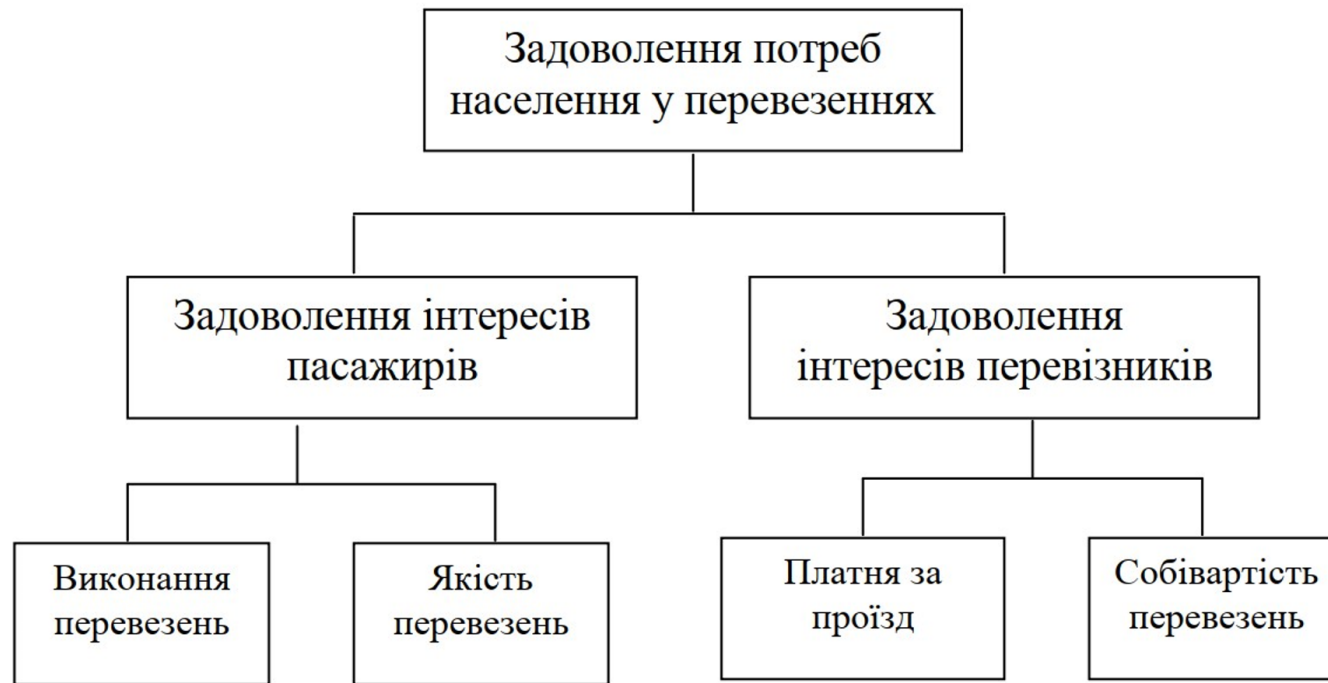 Задоволення потреб
населення у перевезеннях
Задоволення інтересів
пасажирів
Задоволення
інтересів перевізників
Виконання
перевезень
Якість
перевезень
Платня за
проїзд
Собівартість
перевезень